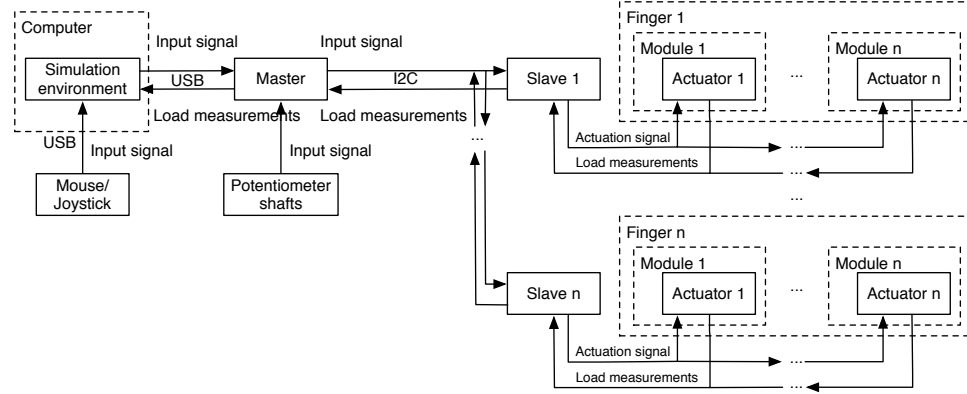 Computer
Simulation
environment
Input signal
USB
Load measurements
Master
Input signal
I2C
Load measurements
Slave 1
USB
Input signal
Mouse/
Joystick
Input signal
Potentiometer
shafts
...
Finger 1
Module 1
Actuator 1
...
Module n
Actuator n
Actuation signal
...
Load measurements
...
...
Finger n
Module 1
Actuator 1
...
Module n
Actuator n
Slave n
Actuation signal
...
Load measurements
...